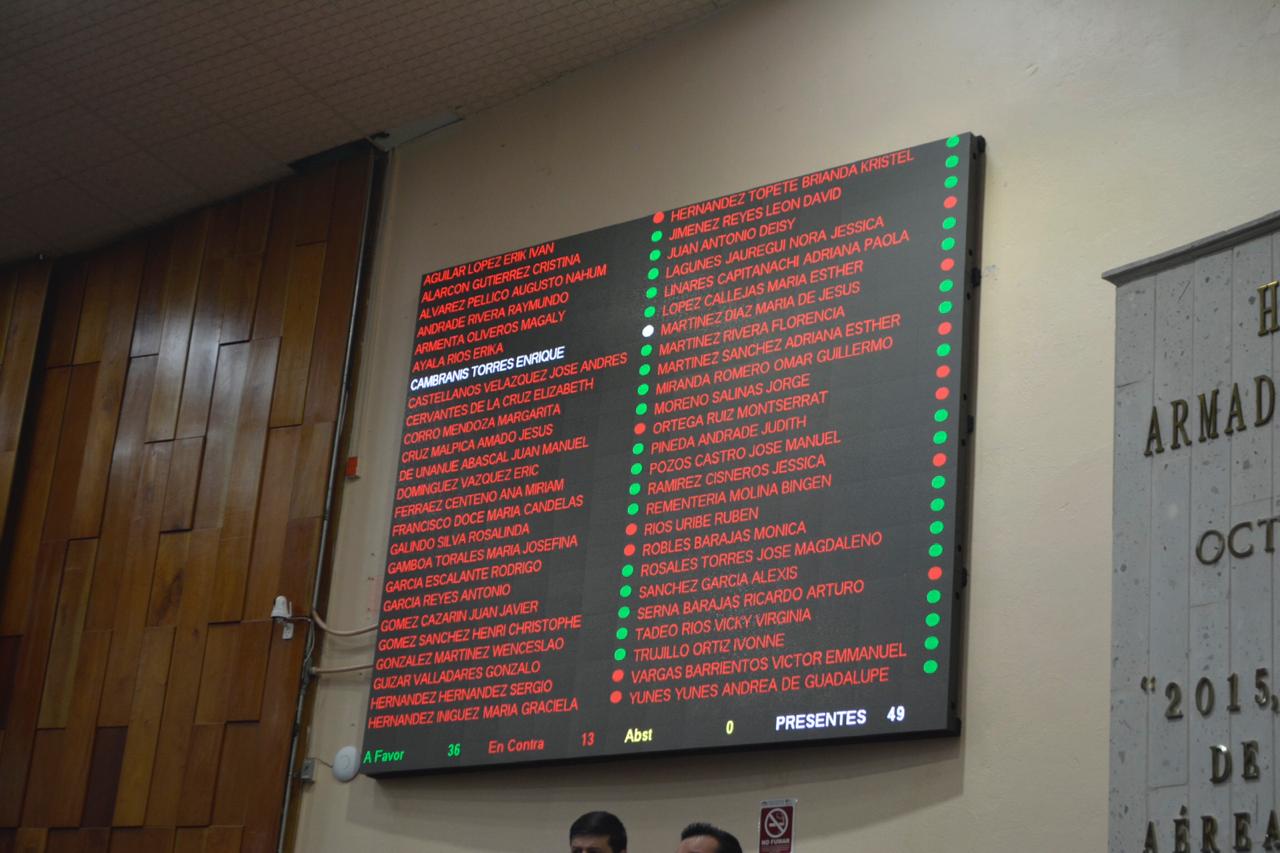 AGUILAR LOPEZ ERIK IVAN
ALARCON GUTIERREZ CRISTINA
ALVAREZ PELLICO AUGUSTO NAHUM
ANDRADE RIVERA RAYMUNDO
ARMENTA OLIVEROS MAGALY
AYALA RIOS ERIKA
CAMBRANIS TORRES ENRIQUE
CASTELLANOS VELAZQUEZ JOSE ANDRES
CERVANTES DE LA CRUZ ELIZABETH
CORRO MENDOZA MARGARITA
CRUZ MALPICA AMADO JESUS
DE UNANUE ABASCAL JUAN MANUEL
DOMINGUEZ VAZQUEZ ERIC
FERRAEZ CENTENO ANA MIRIAM
FRANCISCO DOCE MARIA CANDELAS
GALINDO SILVA ROSALINDA
GAMBOA TORALES MARIA JOSEFINA
GARCIA ESCALANTE RODRIGO
GARCIA REYES ANTONIO
GOMEZ CAZARIN JUAN JAVIER
GOMEZ SANCHEZ HENRI CHRISTOPHE
GONZALEZ MARTINEZ WENCESLAO
GUIZAR VALLADARES GONZALO
HERNANDEZ HERNANDEZ SERGIO
HERNANDEZ INIGUEZ MARIA GRACIELA
HERNANDEZ TOPETE BRIANDA KRISTEL
JIMENEZ REYES LEON DAVID
JUAN ANTONIO DEISY
LAGUNES JAUREGUI NORA JESSICA
LINARES CAPITANACHI ADRIANA PAOLA
LOPEZ CALLEJAS MARIA ESTHER
MARTINEZ DIAZ MARIA DE JESUS
MARTINEZ RIVERA FLORENCIA
MARTINEZ SANCHEZ ADRIANA ESTHER
MIRANDA ROMERO OMAR GUILLERMO
MORENO SALINAS JORGE
ORTEGA RUIZ MONTSERRAT
PINEDA ANDRADE JUDITH
POZOS CASTRO JOSE MANUEL
RAMIREZ CISNEROS JESSICA
REMENTERIA MOLINA BINGEN
RIOS URIBE RUBEN
ROBLES BARAJAS MONICA
ROSALES TORRES JOSE MAGDALENO
SANCHEZ GARCIA ALEXIS
SERNA BARAJAS RICARDO ARTURO
TADEO RIOS VICKY VIRGINIA
TRUJILLO ORTIZ IVONNE
VARGAS BARRIENTOS VICTOR EMMANUEL
YUNES YUNES ANDREA DE GUADALUPE
A Favor 36 En Contra 13 Abst 0 PRESENTES 49
NO FUMAR
H
ARMAD
OCT
"2015,
DE
AÉREA